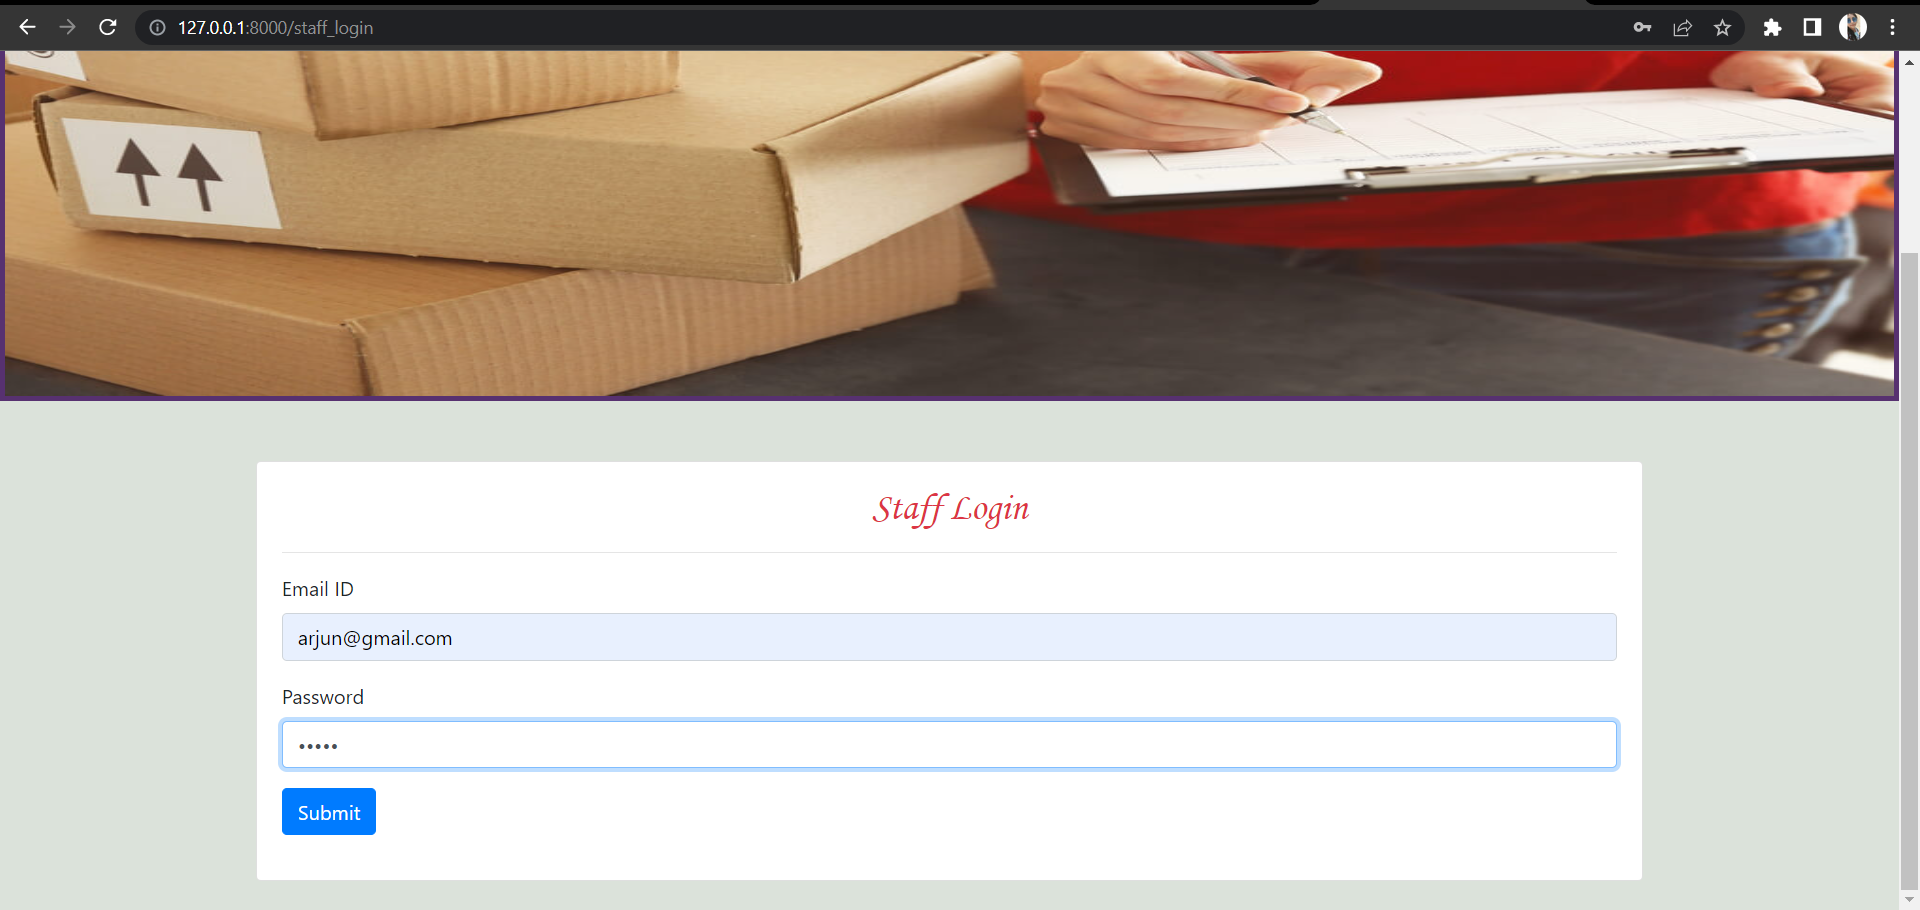 127.0.0.1:8000/staff_login
Staff Login
Email ID
arjun@gmail.com
Password
•••••
Submit